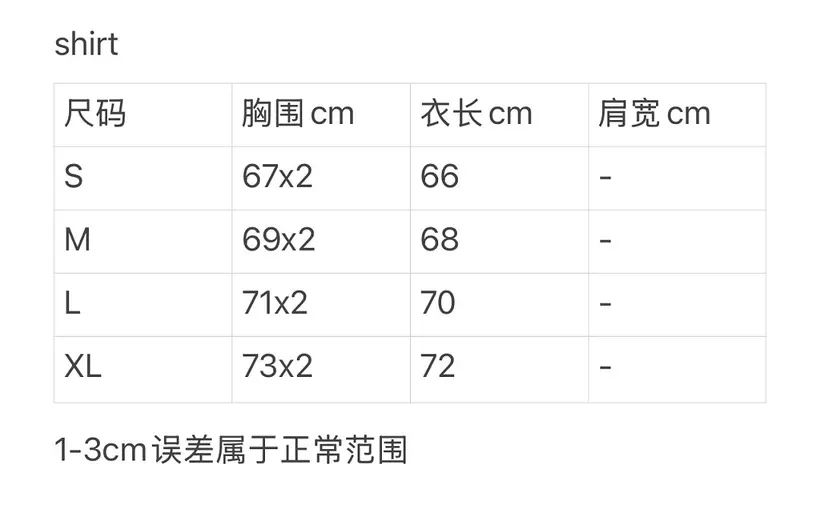 shirt
尺码 胸围cm 衣长cm 肩宽cm
S 67x2 66 -
M 69x2 68 -
L 71x2 70 -
XL 73x2 72 -
1-3cm误差属于正常范围